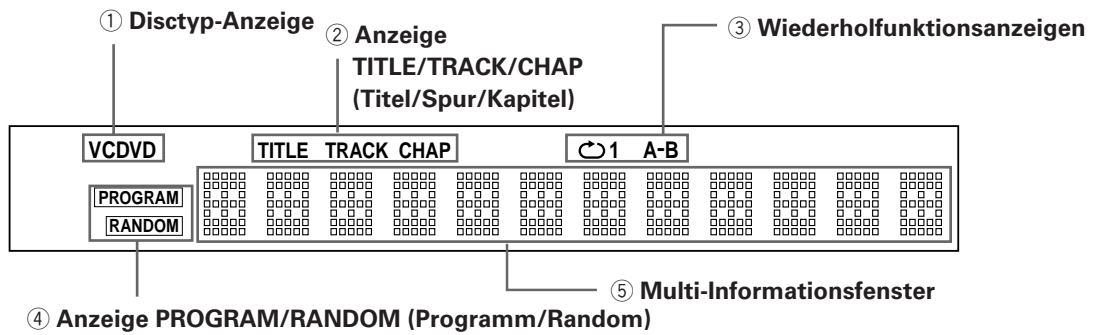 ① Disctyp-Anzeige
② Anzeige
TITLE/TRACK/CHAP
(Titel/Spur/Kapitel)
③ Wiederholfunktionsanzeigen
VCDVD
TITLE TRACK CHAP
1 A-B
PROGRAM
RANDOM
⑤ Multi-Informationsfenster
④ Anzeige PROGRAM/RANDOM (Programm/Random)